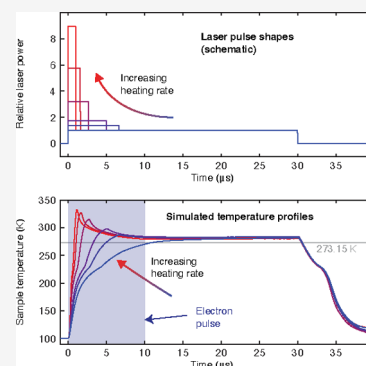 Laser pulse shapes
(schematic)
Increasing
heating rate
Relative laser power
8
6
4
2
0
0 5 10 15 20 25 30 35
Time (μs)
Simulated temperature profiles
273.15 K
Increasing
heating rate
Electron
pulse
Sample temperature (K)
350
300
250
200
150
100
0 5 10 15 20 25 30 35
Time (μs)